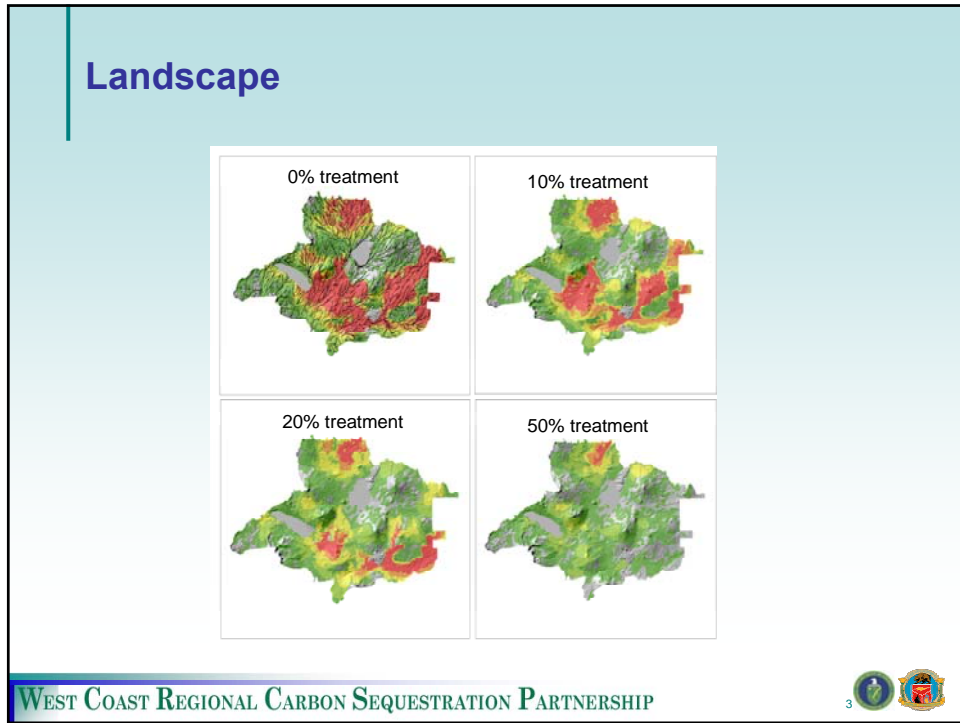 Landscape
0% treatment
10% treatment
20% treatment
50% treatment
WEST COAST REGIONAL CARBON SEQUESTRATION PARTNERSHIP
3